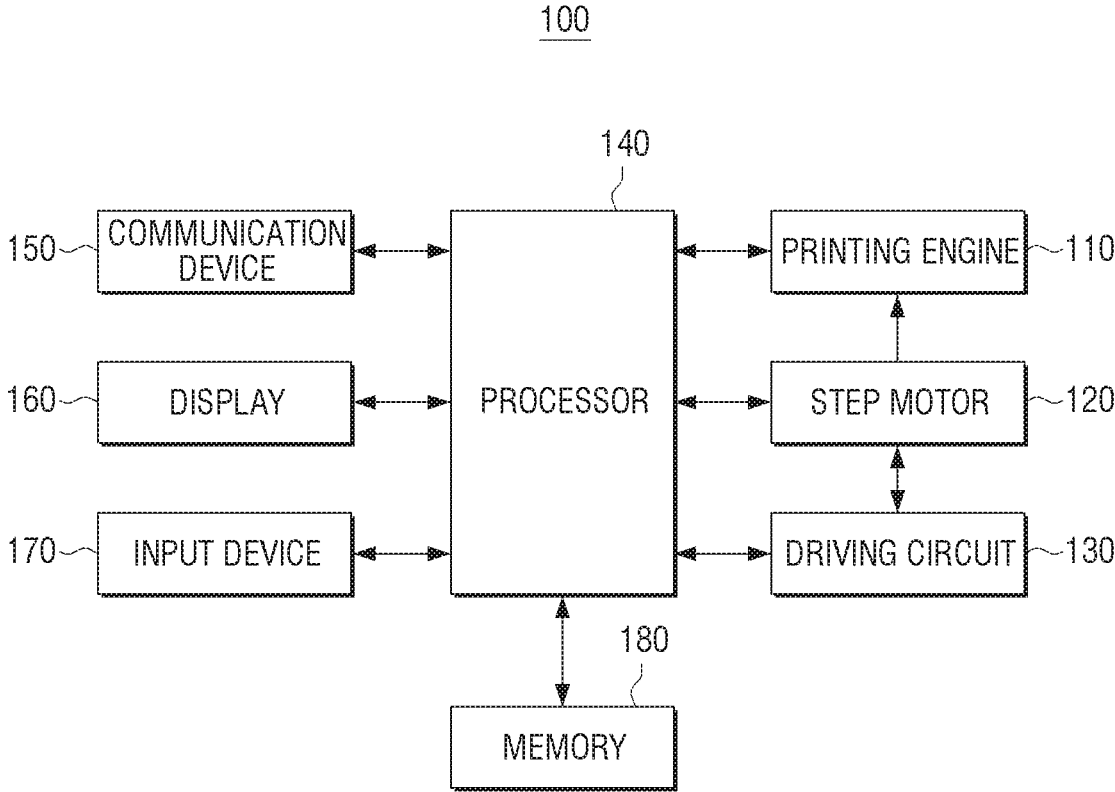 100
140
150
COMMUNICATION
DEVICE
PRINTING ENGINE
110
160
DISPLAY
PROCESSOR
STEP MOTOR
120
170
INPUT DEVICE
DRIVING CIRCUIT
130
180
MEMORY